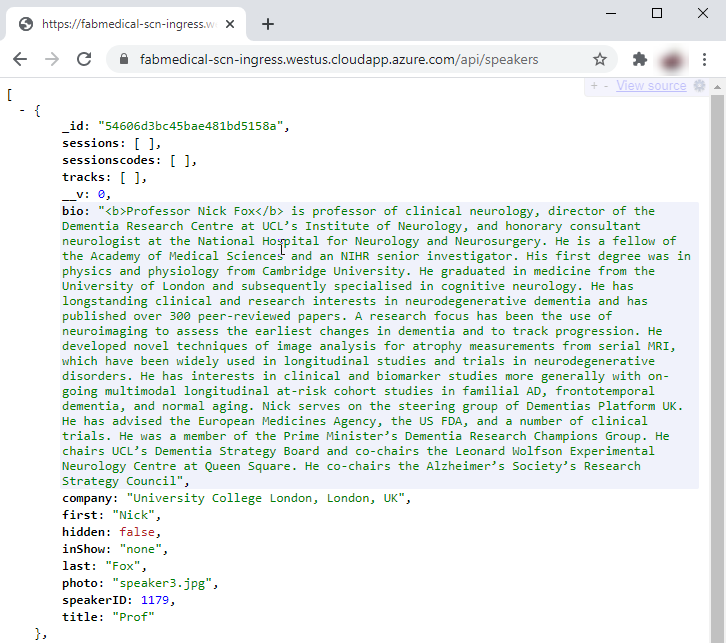 https://fabmedical-scn-ingress.w
fabmedical-scn-ingress.westus.cloudapp.azure.com/api/speakers
+ - View source
[
- {
_id: "54606d3bc45bae481bd5158a",
sessions: [ ],
sessionscodes: [ ],
tracks: [ ],
__v: 0,
bio: "<b>Professor Nick Fox</b> is professor of clinical neurology, director of the
Dementia Research Centre at UCL’s Institute of Neurology, and honorary consultant
neurologist at the National Hospital for Neurology and Neurosurgery. He is a fellow of
the Academy of Medical Sciences and an NIHR senior investigator. His first degree was in
physics and physiology from Cambridge University. He graduated in medicine from the
University of London and subsequently specialised in cognitive neurology. He has
longstanding clinical and research interests in neurodegenerative dementia and has
published over 300 peer-reviewed papers. A research focus has been the use of
neuroimaging to assess the earliest changes in dementia and to track progression. He
developed novel techniques of image analysis for atrophy measurements from serial MRI,
which have been widely used in longitudinal studies and trials in neurodegenerative
disorders. He has interests in clinical and biomarker studies more generally with on-
going multimodal longitudinal at-risk cohort studies in familial AD, frontotemporal
dementia, and normal aging. Nick serves on the steering group of Dementias Platform UK.
He has advised the European Medicines Agency, the US FDA, and a number of clinical
trials. He was a member of the Prime Minister’s Dementia Research Champions Group. He
chairs UCL’s Dementia Strategy Board and co-chairs the Leonard Wolfson Experimental
Neurology Centre at Queen Square. He co-chairs the Alzheimer’s Society’s Research
Strategy Council",
company: "University College London, London, UK",
first: "Nick",
hidden: false,
inShow: "none",
last: "Fox",
photo: "speaker3.jpg",
speakerID: 1179,
title: "Prof"
},